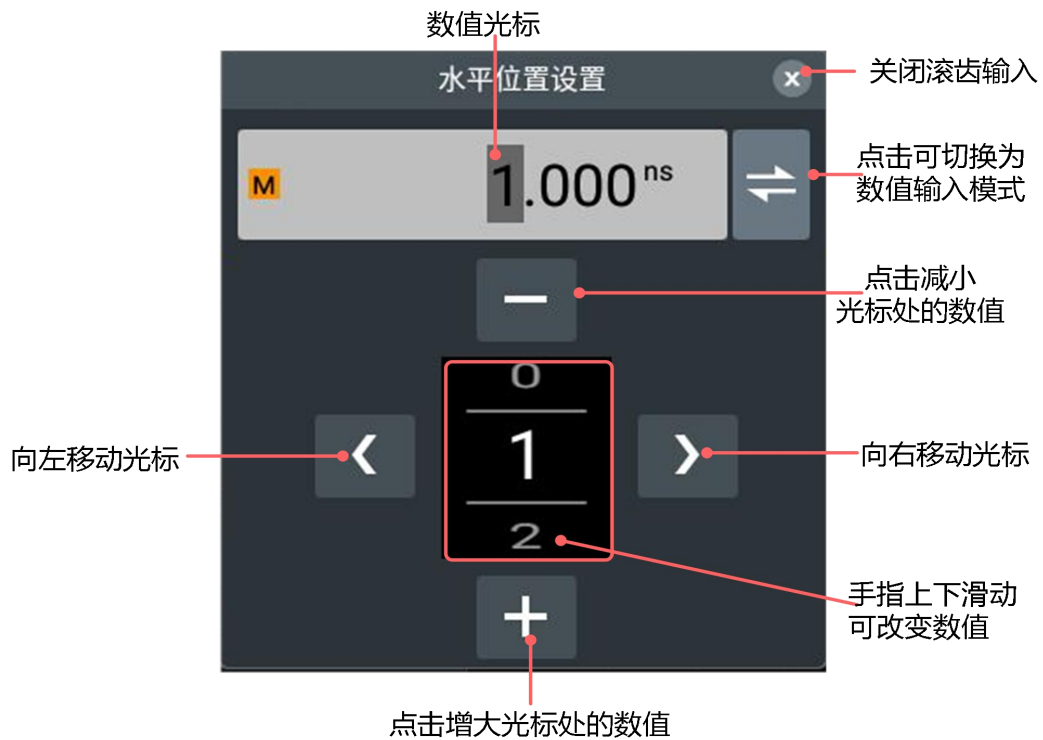 数值光标
水平位置设置
关闭滚齿输入
M
1.000 ns
点击可切换为
数值输入模式
点击减小
光标处的数值
0
1
2
向左移动光标
向右移动光标
手指上下滑动
可改变数值
点击增大光标处的数值